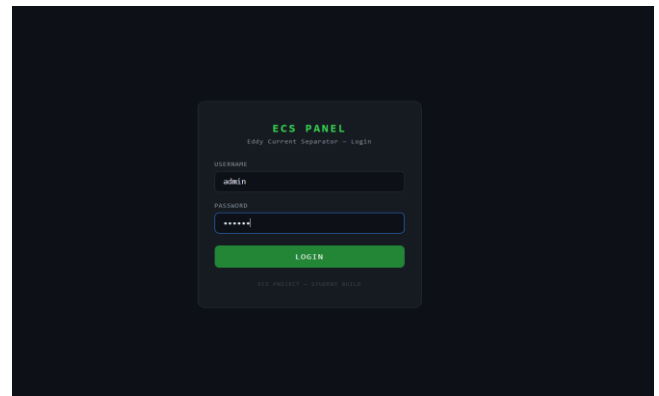 ECS PANEL
Eddy Current Separator — Login
USERNAME
admin
PASSWORD
••••••
LOGIN
ECS PROJECT — STUDENT BUILD